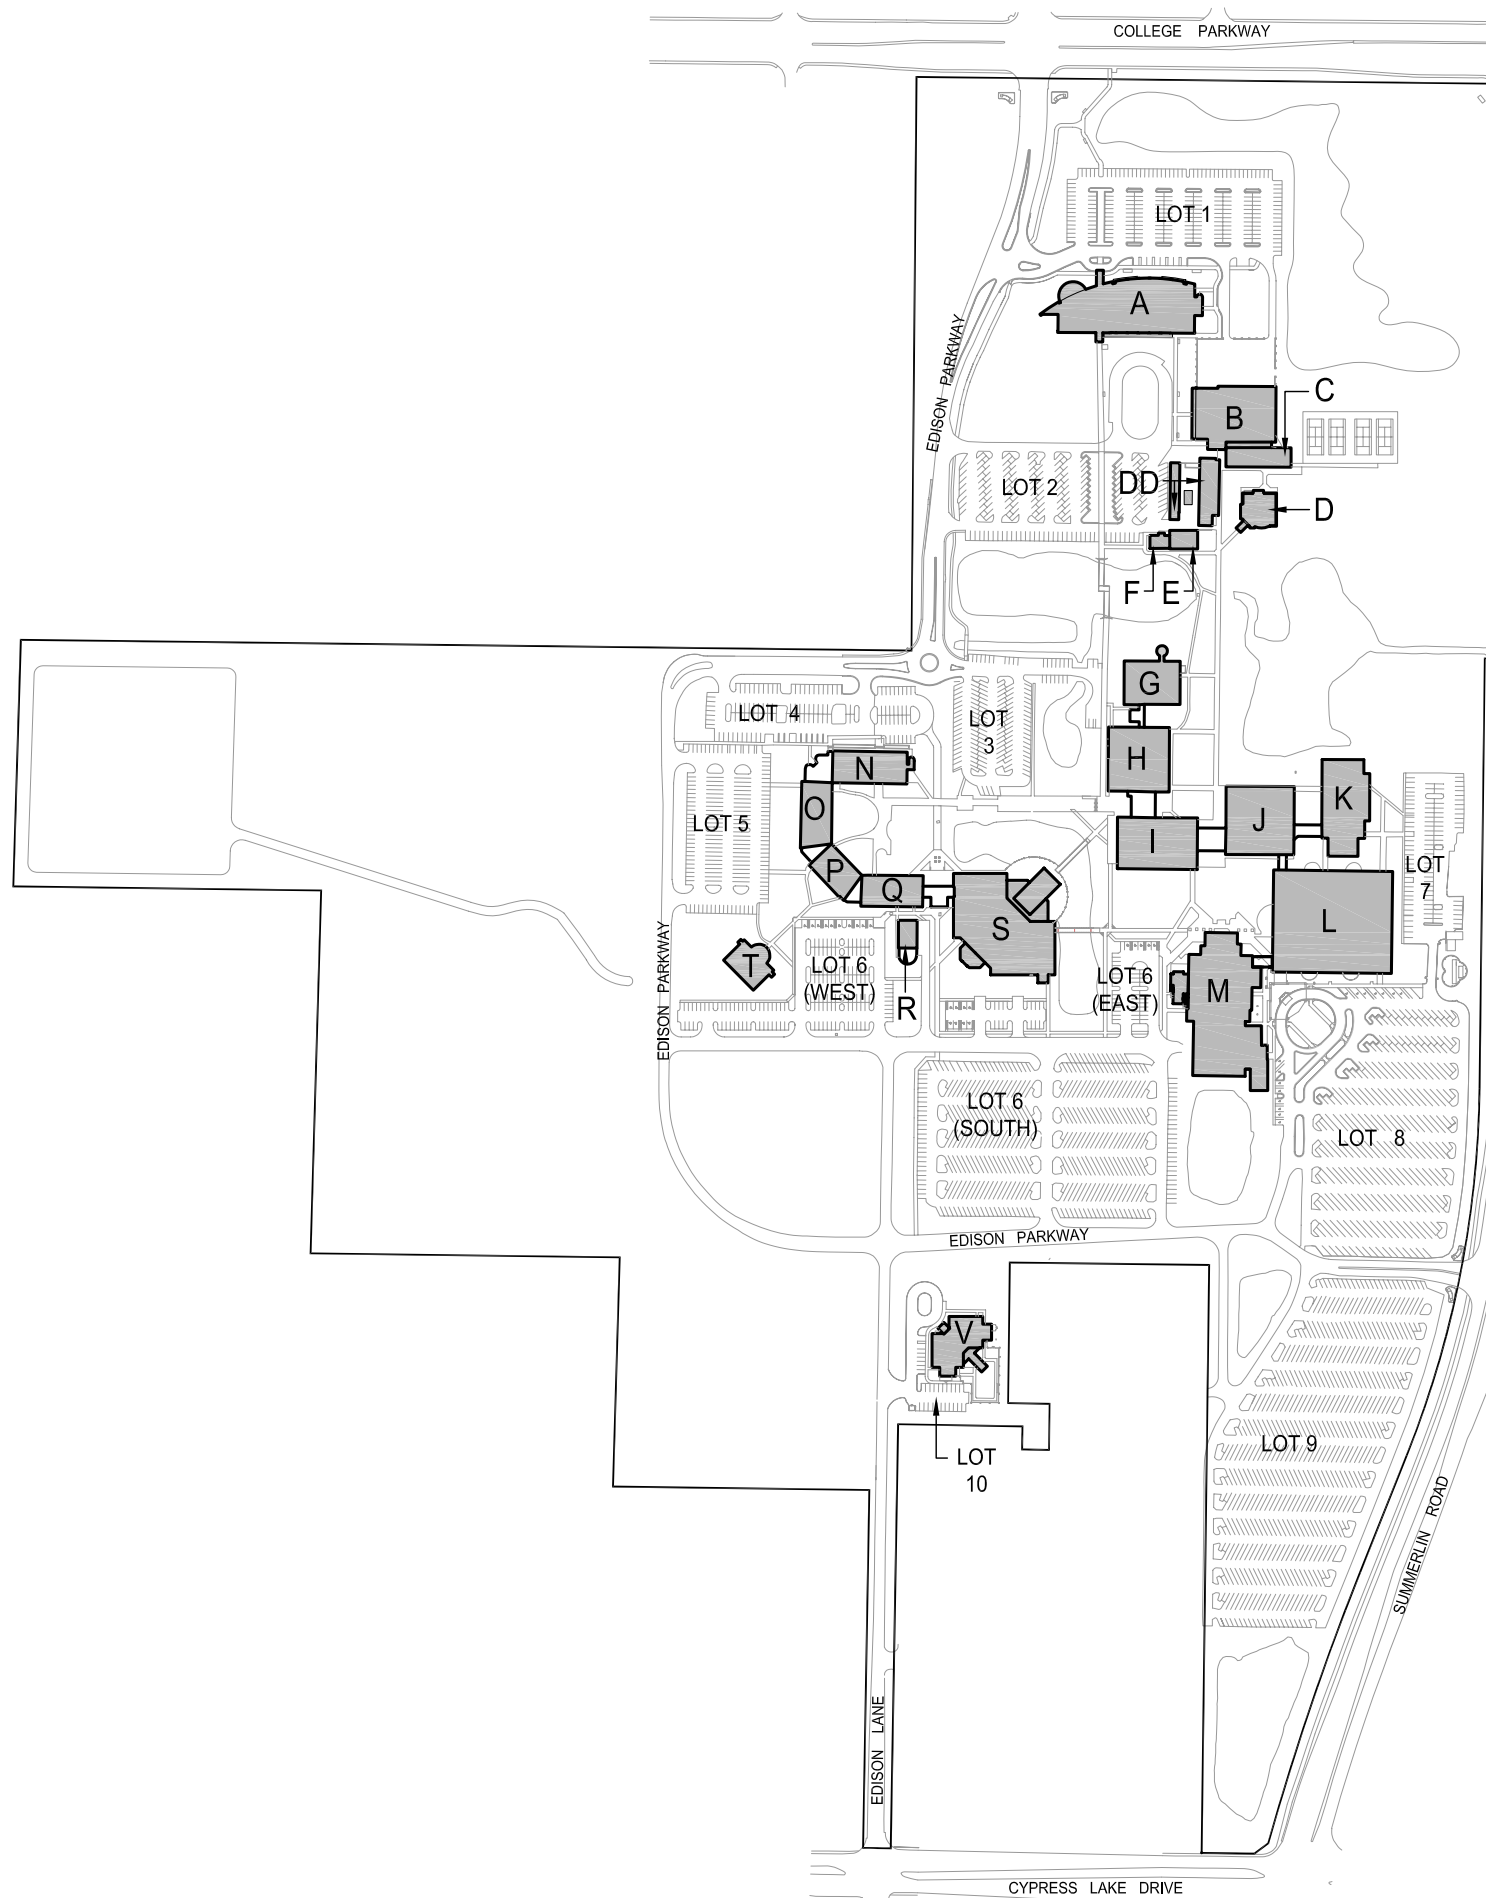 COLLEGE PARKWAY
LOT 1
A
EDISON PARKWAY
C
B
LOT 2
DD
D
F
E
G
LOT 4
LOT
3
H
N
K
O
LOT 5
J
I
P
LOT
7
Q
L
S
T
LOT 6
(WEST)
R
LOT 6
(EAST)
M
EDISON PARKWAY
LOT 6
(SOUTH)
LOT 8
EDISON PARKWAY
V
LOT 9
LOT
10
SUMMERLIN ROAD
EDISON LANE
CYPRESS LAKE DRIVE